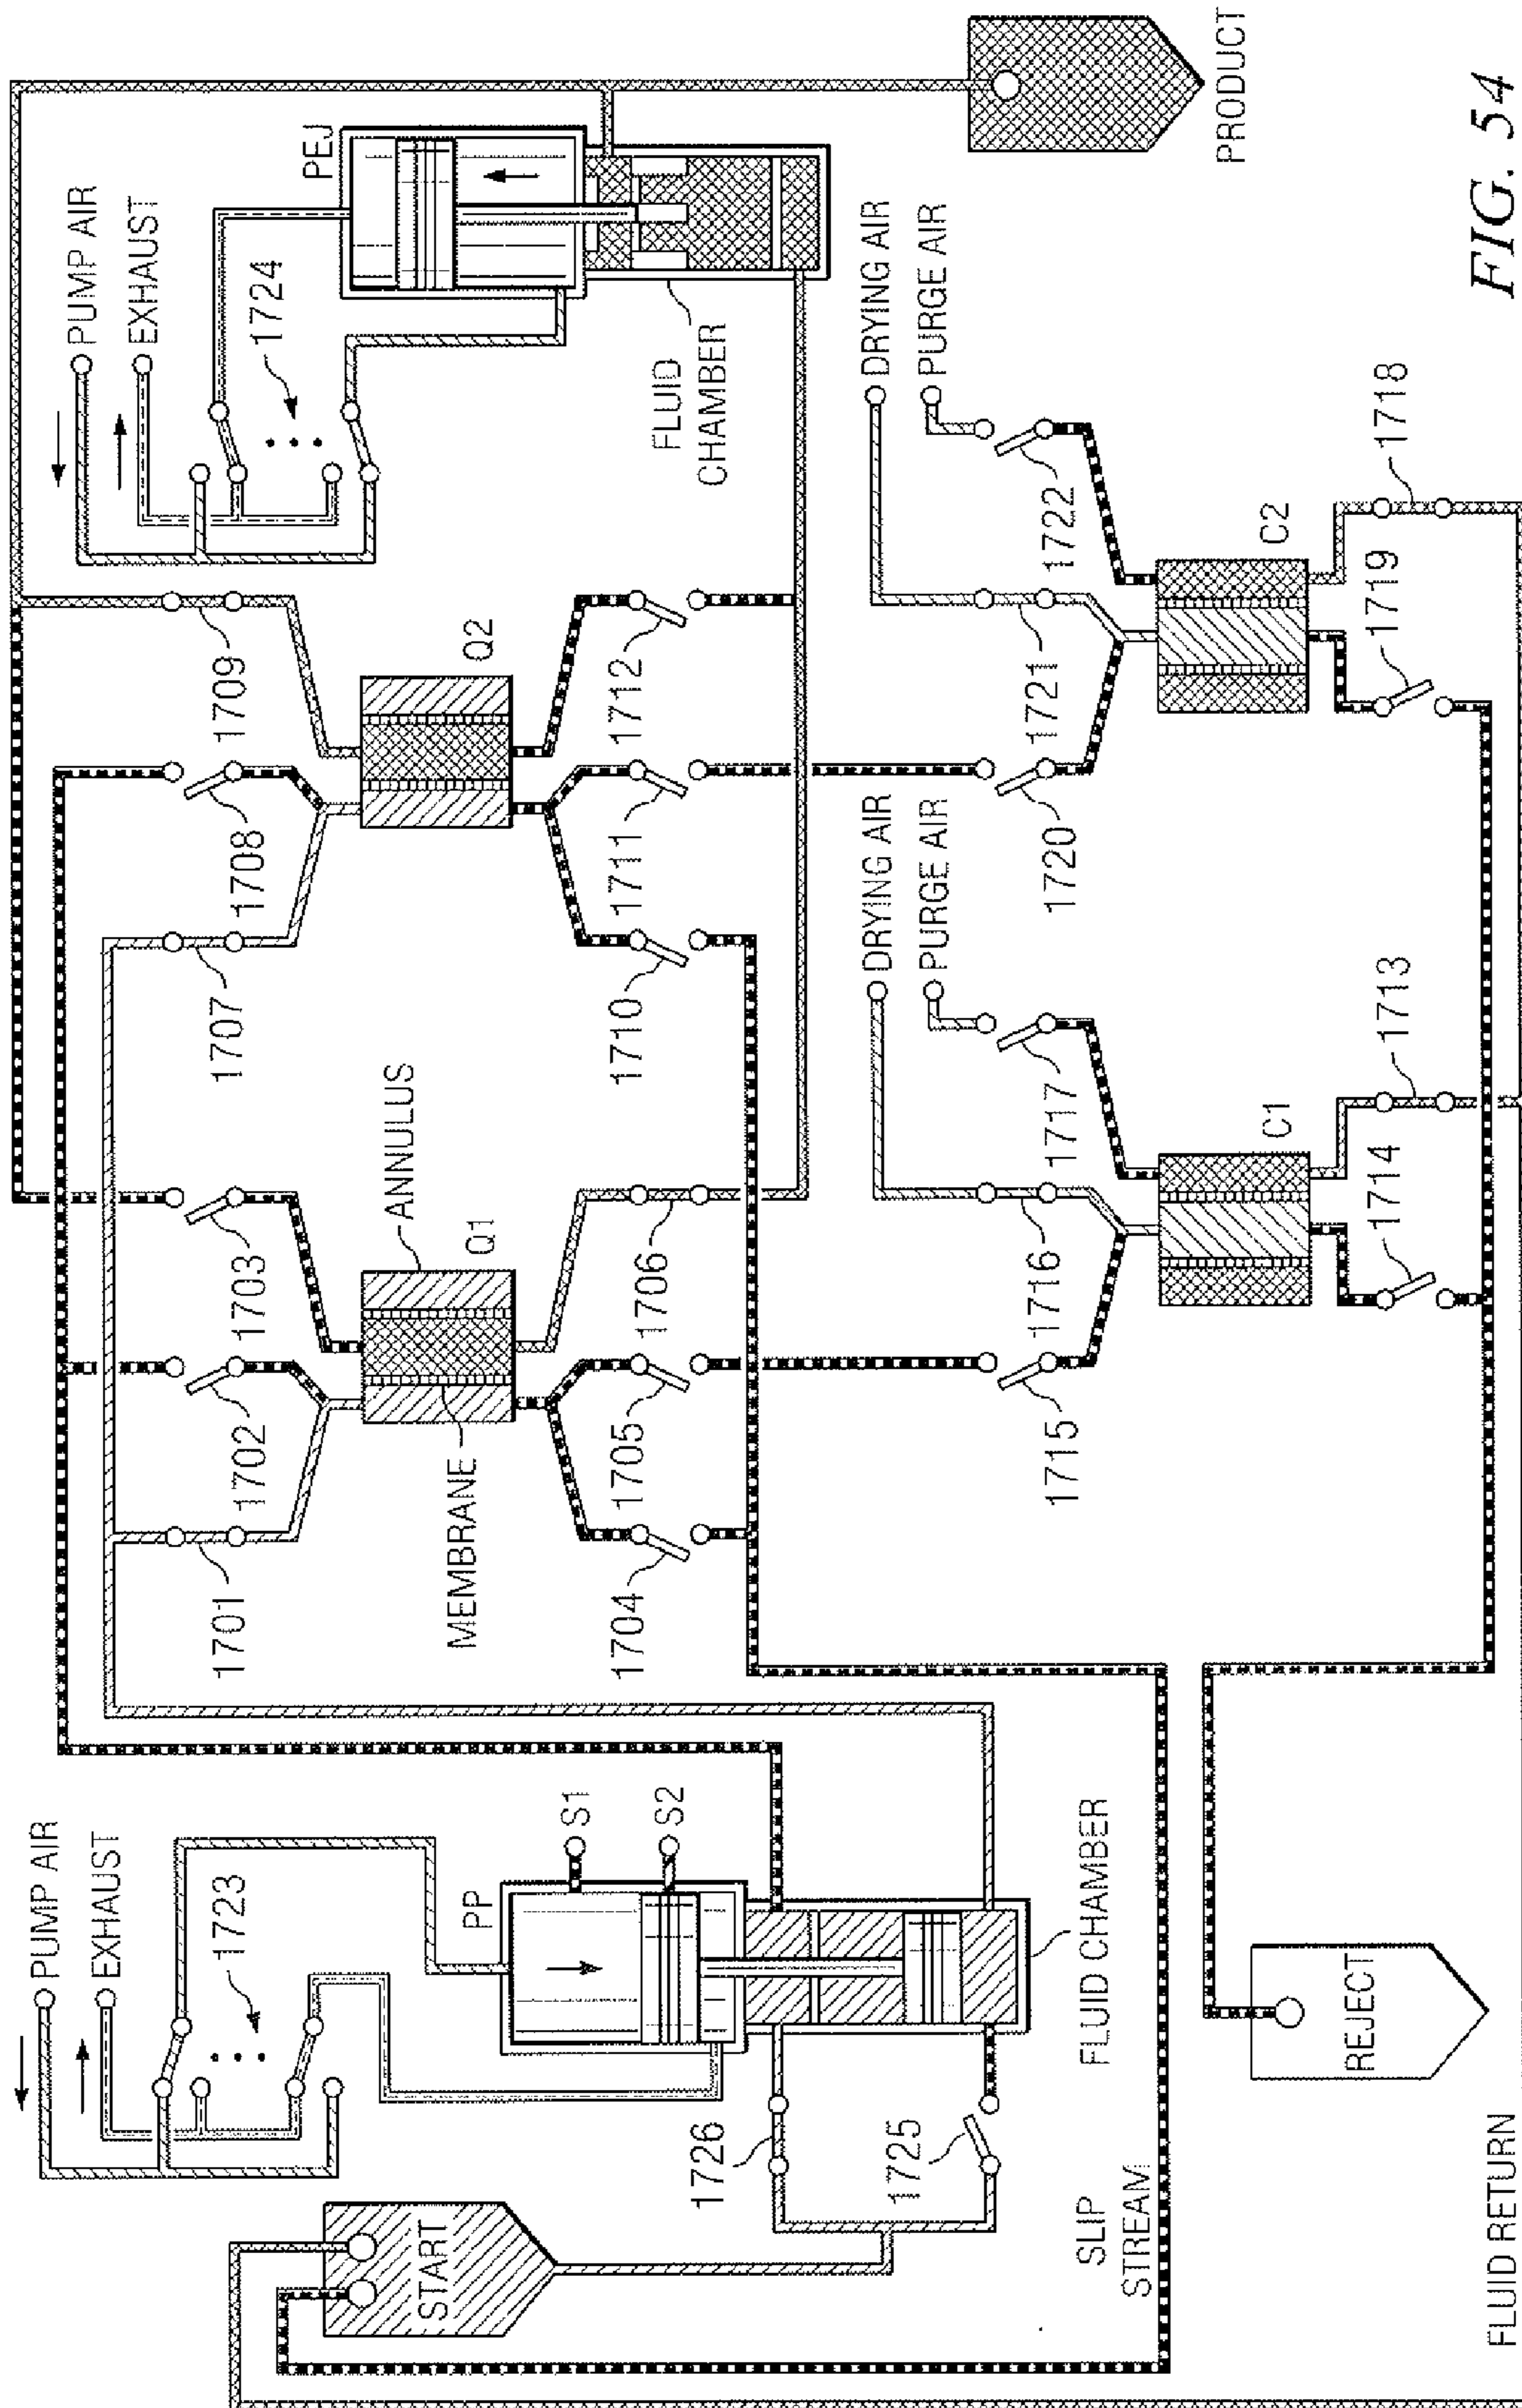 PUMP AIR
EXHAUST
1723
START
PP
S1
S2
1726
1725
FLUID CHAMBER
SLIP
STREAM
REJECT
FLUID RETURN
1701
1702
1703
MEMBRANE
ANNULUS
Q1
1704
1705
1706
1707
1708
1709
Q2
1710
1711
1712
PUMP AIR
EXHAUST
1724
PEJ
FLUID
CHAMBER
DRYING AIR
PURGE AIR
1715
1716
1717
C1
1714
1713
DRYING AIR
PURGE AIR
1720
1721
1722
C2
1719
1718
PRODUCT
FIG. 54